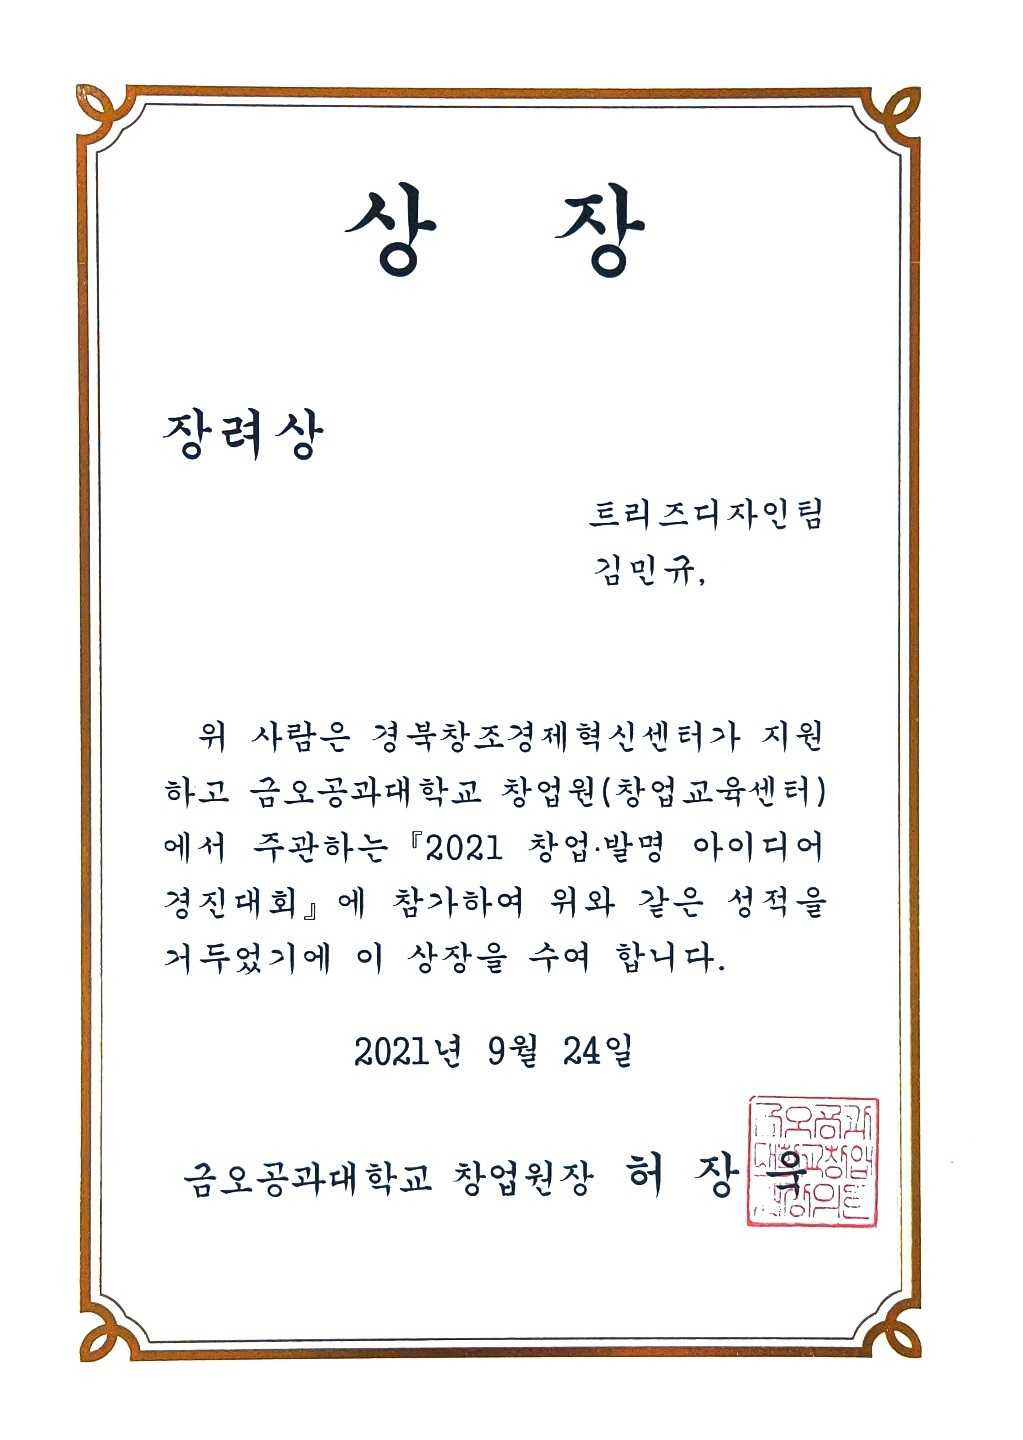 상 장
장려상
트리즈디자인팀
김민규,
위 사람은 경북창조경제혁신센터가 지원
하고 금오공과대학교 창업원(창업교육센터)
에서 주관하는『2021 창업·발명 아이디어
경진대회』에 참가하여 위와 같은 성적을
거두었기에 이 상장을 수여 합니다.
2021년 9월 24일
금오공과대학교 창업원장 허 장 욱
금오공과
대학교창업
장의